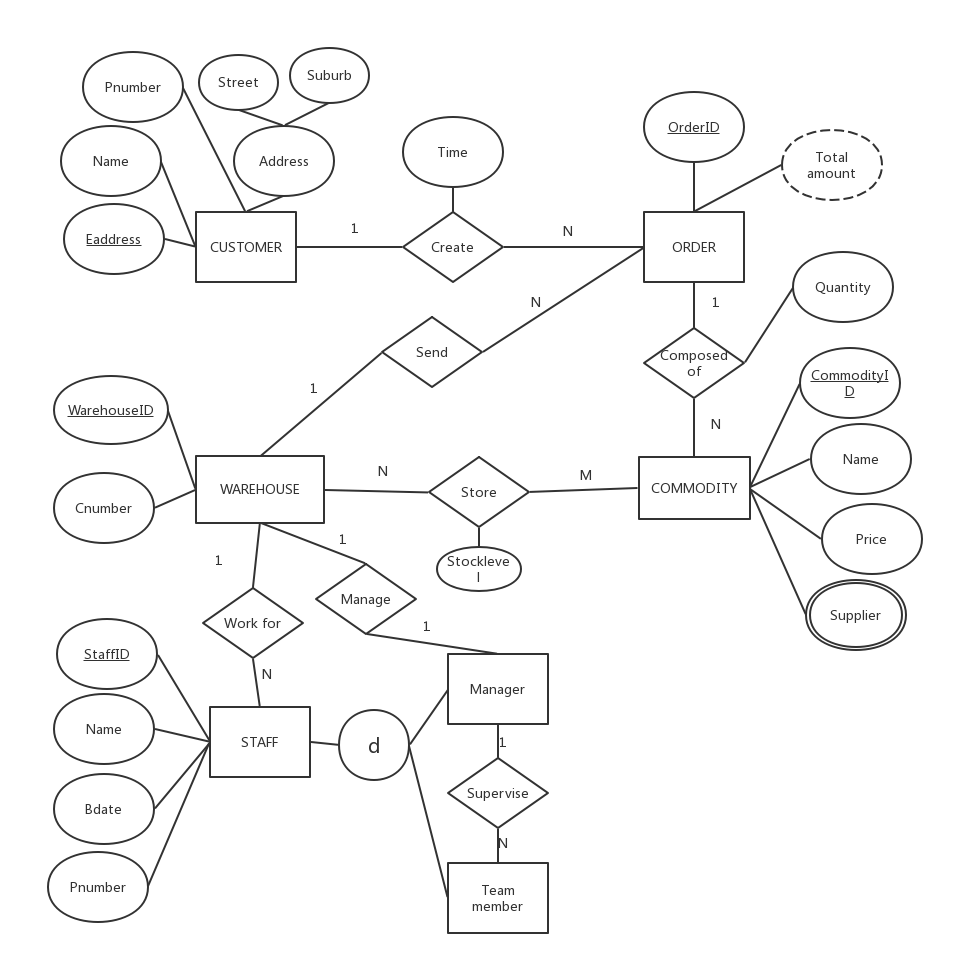 Suburb
Street
Pnumber
OrderID
Time
Name
Address
Total
amount
Eaddress
CUSTOMER
1
Create
N
ORDER
Quantity
N
1
Send
Composed
of
CommodityI
D
1
WarehouseID
N
Name
WAREHOUSE
N
Store
M
COMMODITY
Cnumber
Price
1
1
Stockleve
l
Manage
Supplier
Work for
1
StaffID
N
Manager
Name
STAFF
d
1
Supervise
Bdate
N
Pnumber
Team
member